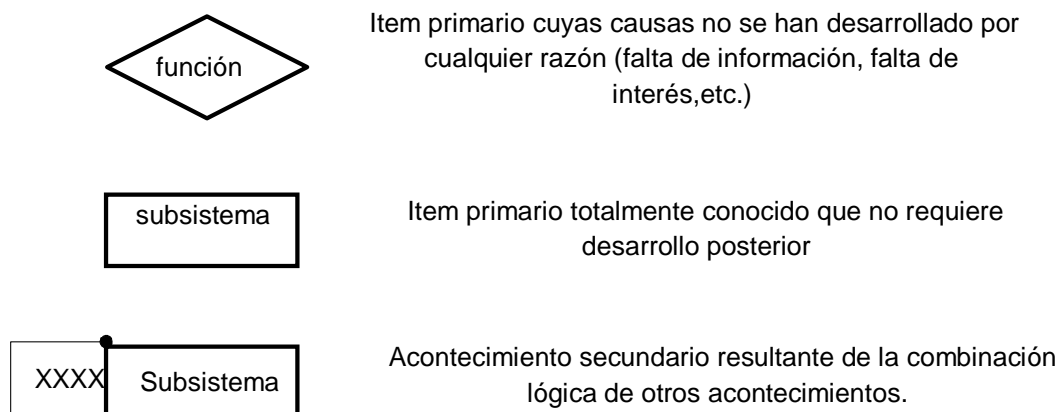 función
Item primario cuyas causas no se han desarrollado por
cualquier razón (falta de información, falta de
interés,etc.)
subsistema
Item primario totalmente conocido que no requiere
desarrollo posterior
XXXX
Subsistema
Acontecimiento secundario resultante de la combinación
lógica de otros acontecimientos.